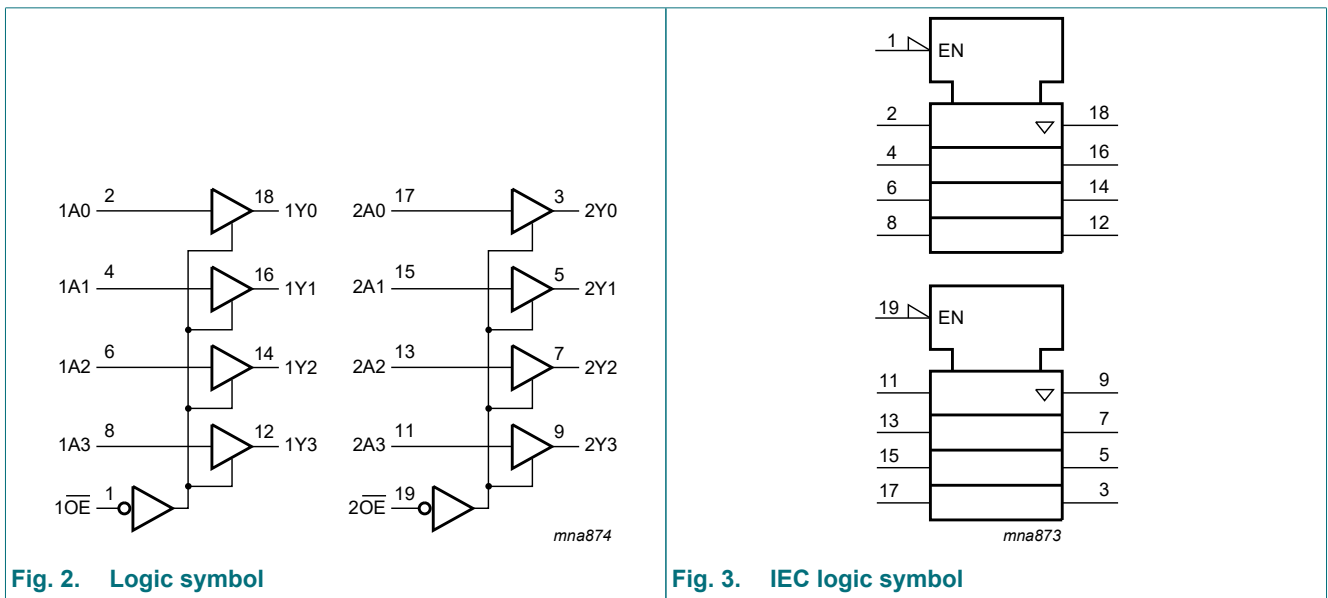 2 18
1A0 1Y0
4 16
1A1 1Y1
6 14
1A2 1Y2
8 12
1A3 1Y3
1
1OE
17 3
2A0 2Y0
15 5
2A1 2Y1
13 7
2A2 2Y2
11 9
2A3 2Y3
19
2OE
mna874
Fig. 2. Logic symbol
1 EN
2 18
4 16
6 14
8 12
19 EN
11 9
13 7
15 5
17 3
mna873
Fig. 3. IEC logic symbol